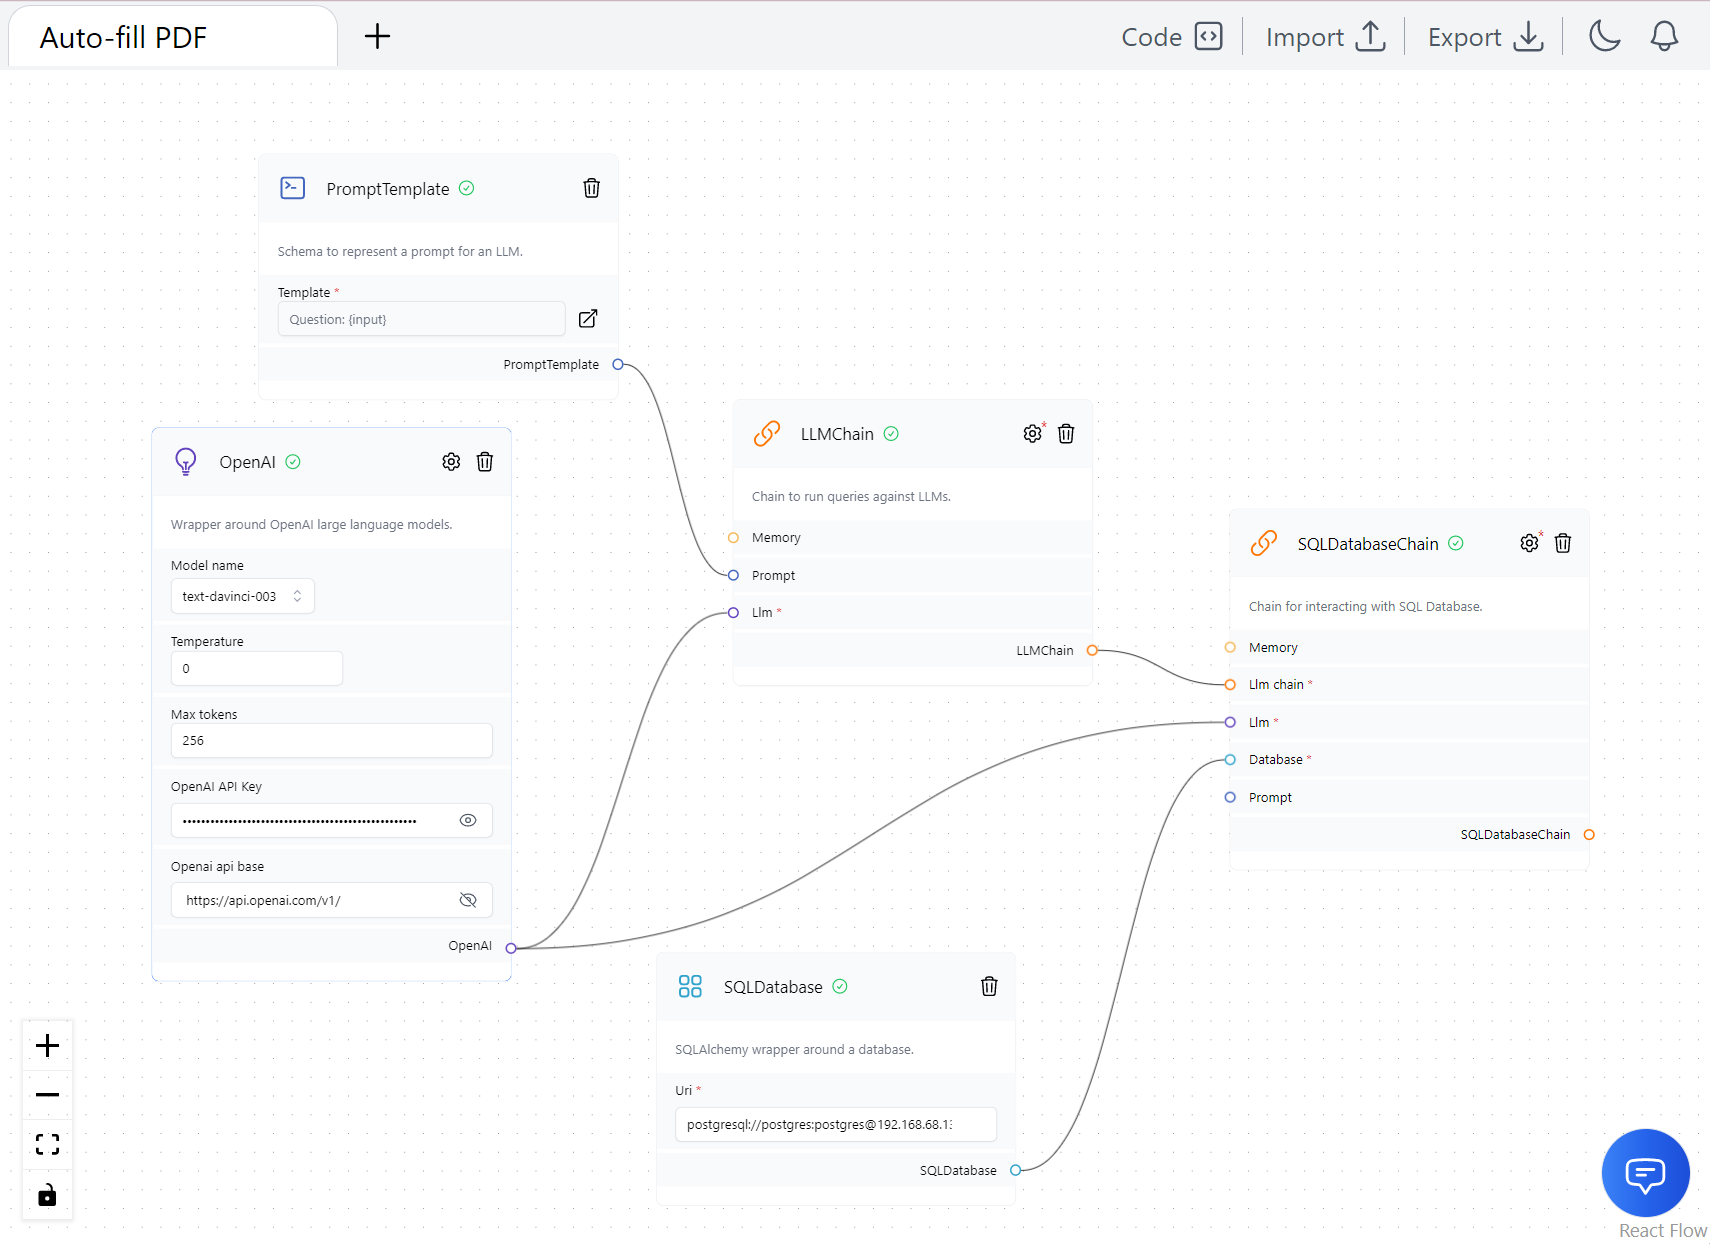 Auto-fill PDF
Code
Import
Export
PromptTemplate
Schema to represent a prompt for an LLM.
Template *
Question: {input}
PromptTemplate
OpenAI
Wrapper around OpenAI large language models.
Model name
text-davinci-003
Temperature
0
Max tokens
256
OpenAI API Key
••••••••••••••••••••••••••••••••••••••••••••••••••••
Openai api base
https://api.openai.com/v1/
OpenAI
LLMChain
*
Chain to run queries against LLMs.
Memory
Prompt
Llm *
LLMChain
SQLDatabaseChain
*
Chain for interacting with SQL Database.
Memory
Llm chain *
Llm *
Database *
Prompt
SQLDatabaseChain
SQLDatabase
SQLAlchemy wrapper around a database.
Uri *
postgresql://postgres:postgres@192.168.68.1
SQLDatabase
React Flow